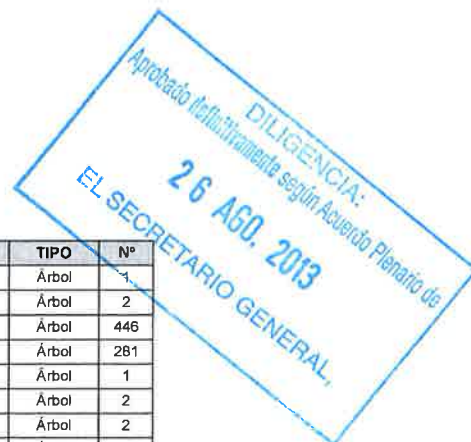 DILIGENCIA:
Aprobado definitivamente según Acuerdo Plenario de
26 AGO. 2013
EL SECRETARIO GENERAL,
TIPO Nº
Árbol 1
Árbol 2
Árbol 446
Árbol 281
Árbol 1
Árbol 2
Árbol 2